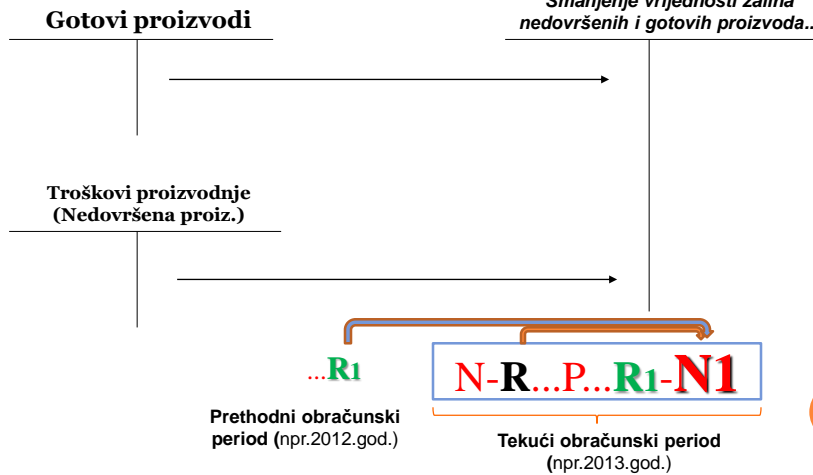 Smanjenje vrijednosti zaliha
nedovršenih i gotovih proizvoda..
Gotovi proizvodi
Troškovi proizvodnje
(Nedovršena proiz.)
...R1
N-R...P...R1-N1
Prethodni obračunski
period (npr.2012.god.)
Tekući obračunski period
(npr.2013.god.)